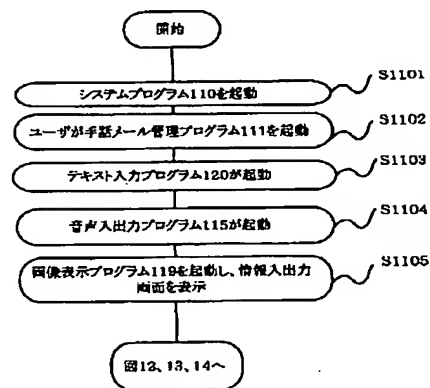 開始
S1101
システムプログラム110を起動
S1102
ユーザが手話メール管理プログラム111を起動
S1103
テキスト入力プログラム120が起動
S1104
音声入出力プログラム115が起動
S1105
画像表示プログラム119を起動し、情報入出力
画面を表示
図12、13、14へ